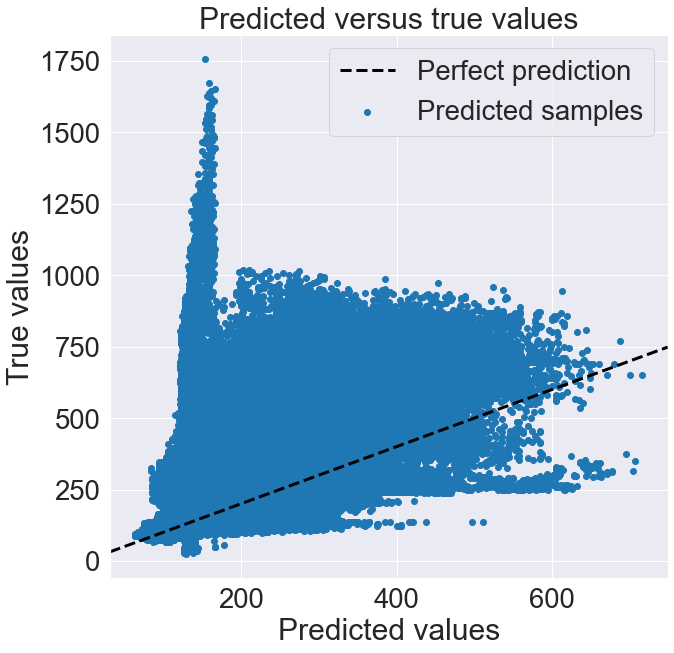 Predicted versus true values
Perfect prediction
Predicted samples
1750
1500
1250
1000
750
500
250
0
True values
200 400 600
Predicted values